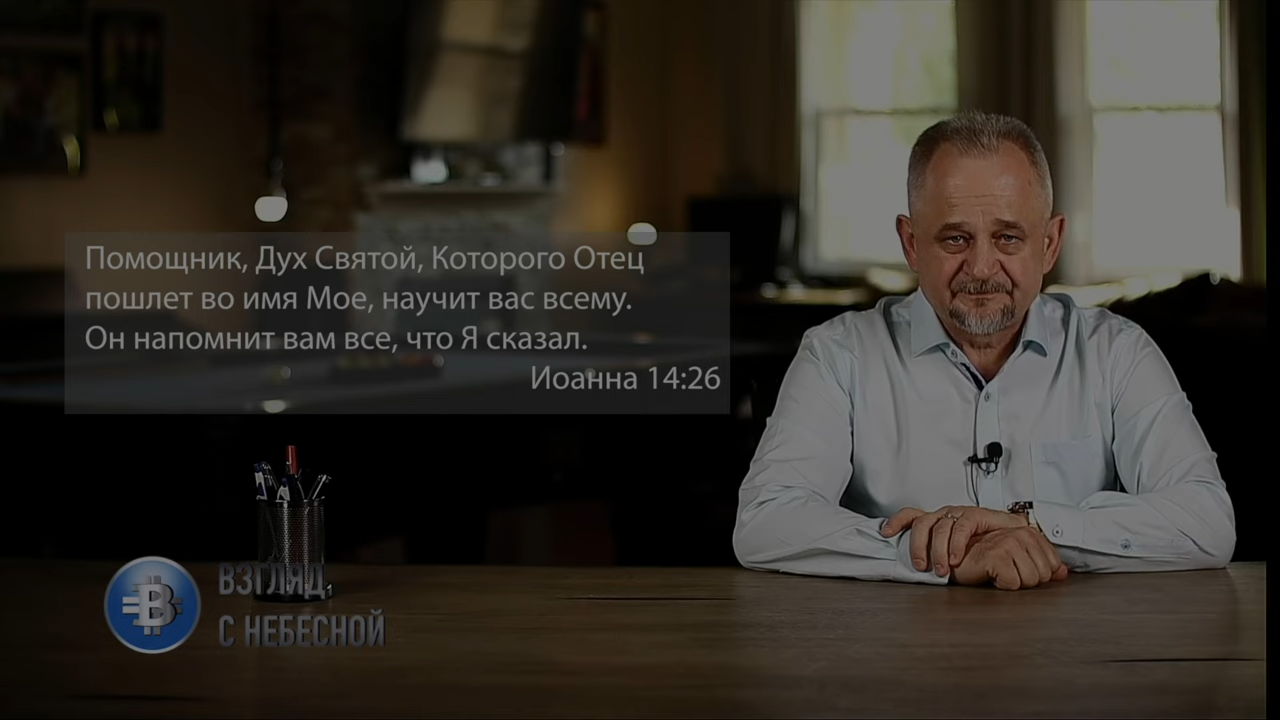 Помощник, Дух Святой, Которого Отец
пошлет во имя Мое, научит вас всему.
Он напомнит вам все, что Я сказал.
Иоанна 14:26
ВЗГЛЯД
С НЕБЕСНОЙ